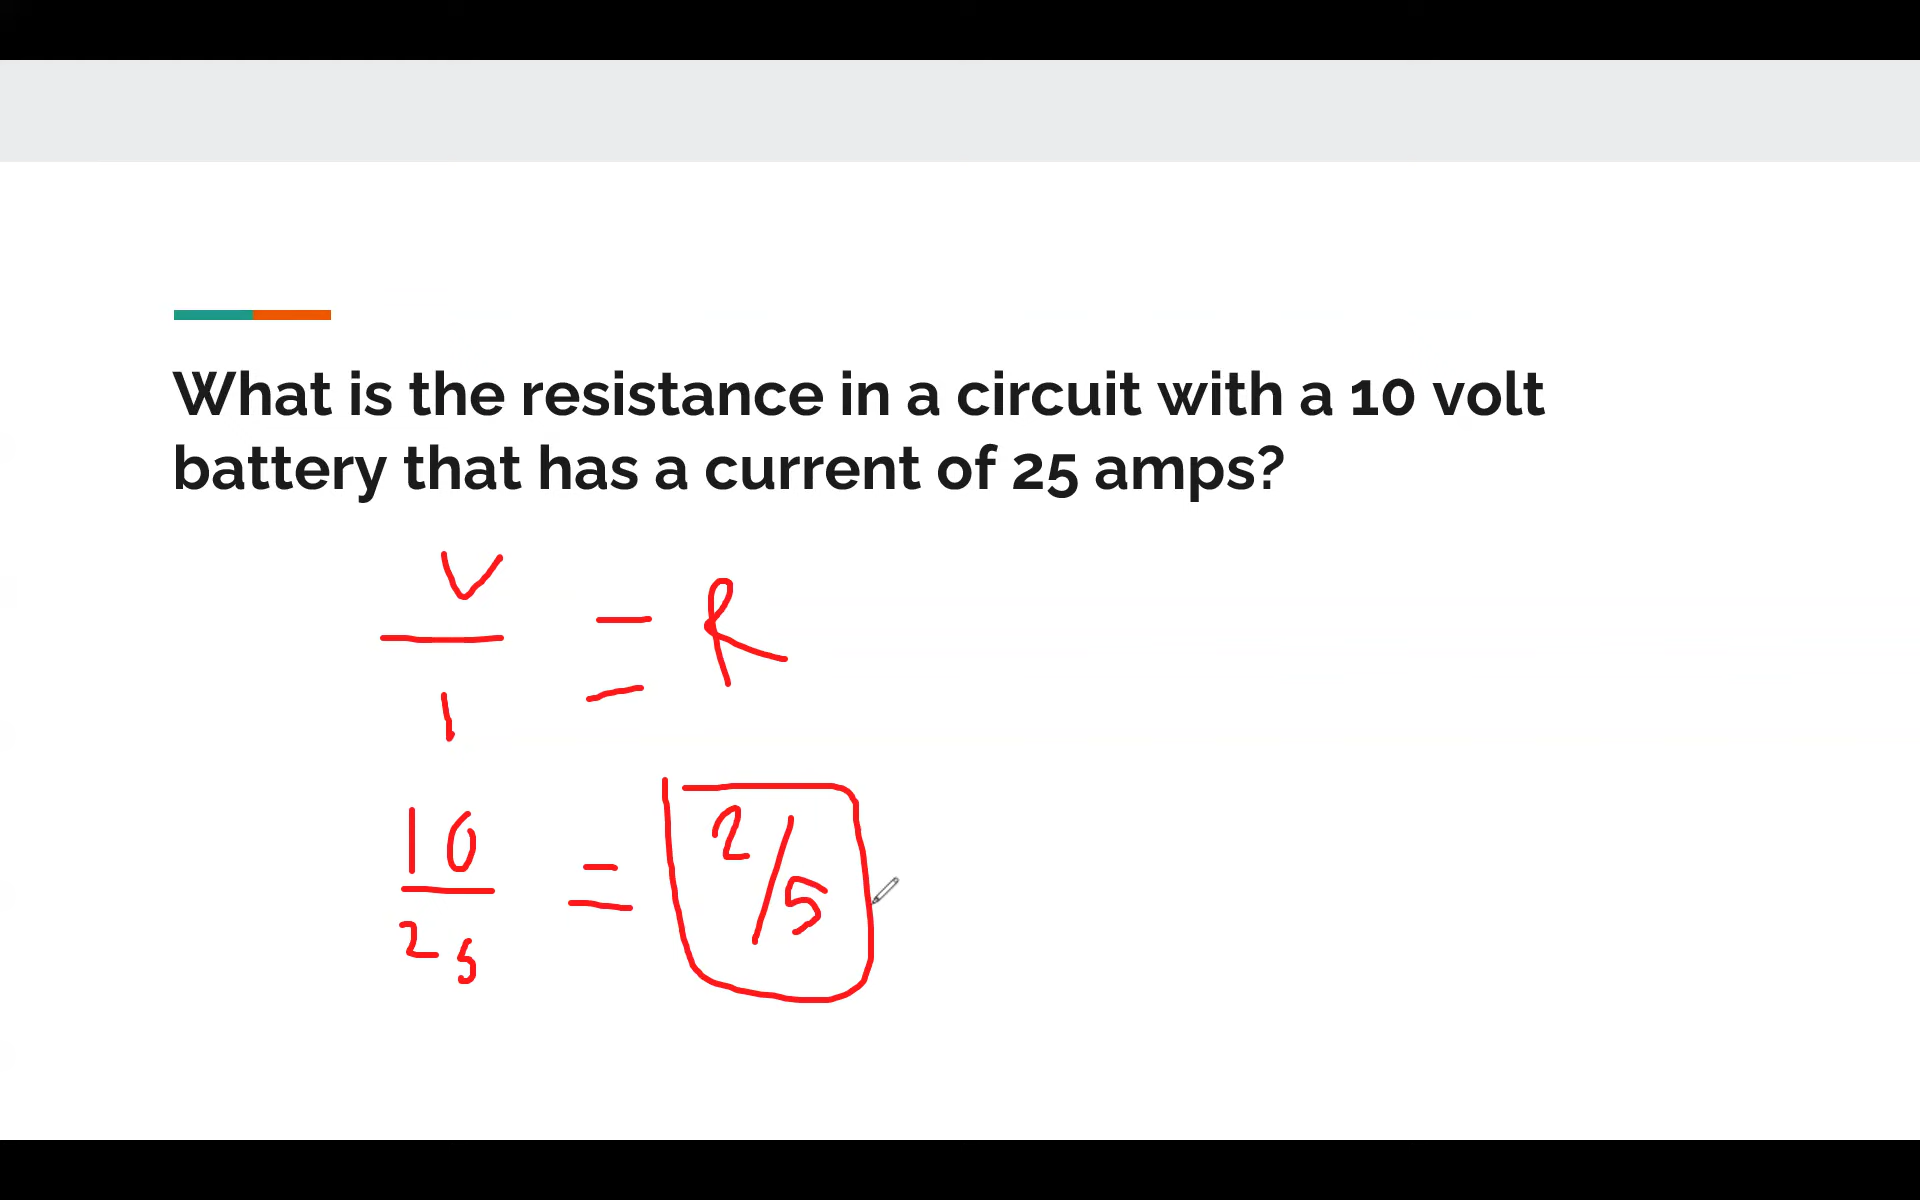 What is the resistance in a circuit with a 10 volt
battery that has a current of 25 amps?
V
— = R
I
10
— = 2/5
25